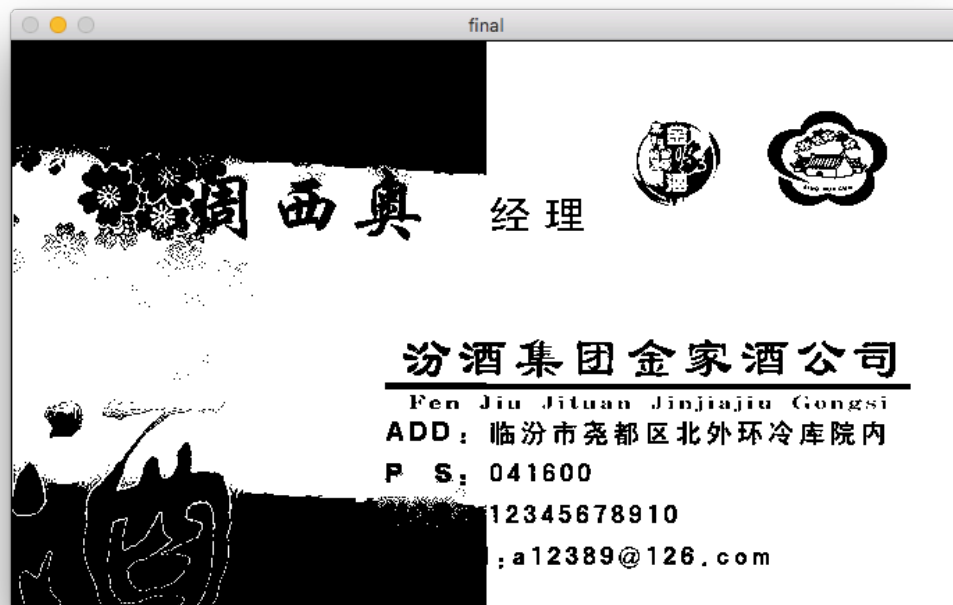 final
周西奥 经理
汾酒集团金家酒公司
Fen Jiu Jituan Jinjiajiu Gongsi
ADD：临汾市尧都区北外环冷库院内
P S：041600
12345678910
:a12389@126.com